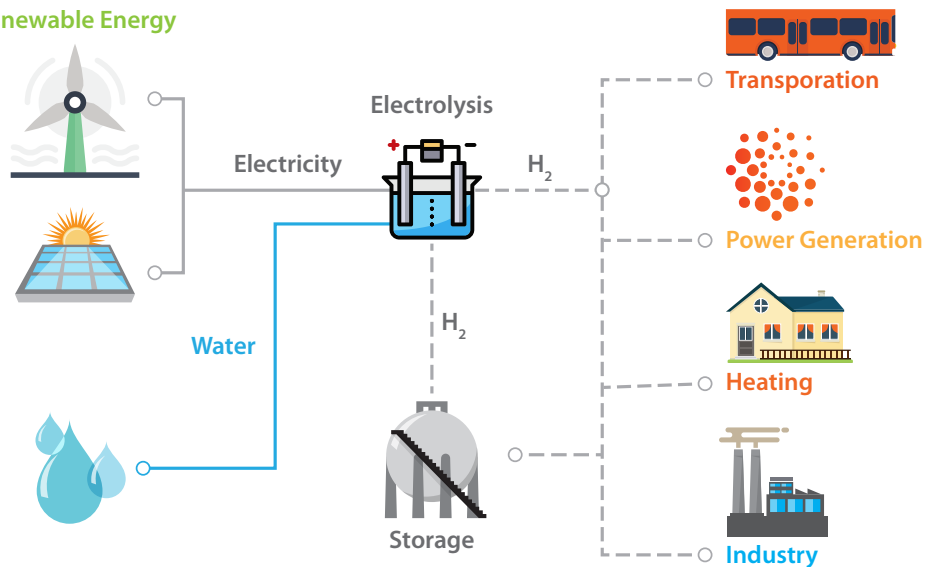 newable Energy
Transporation
Electrolysis
+ -
Electricity
H2
Power Generation
H2
Water
Heating
Storage
Industry